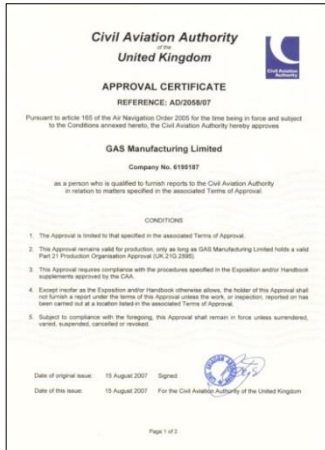 Civil Aviation Authority
of the
United Kingdom
Civil Aviation
Authority
APPROVAL CERTIFICATE
REFERENCE: AD/2058/07
Pursuant to article 165 of the Air Navigation Order 2005 for the time being in force and subject
to the Conditions annexed hereto, the Civil Aviation Authority hereby approves
GAS Manufacturing Limited
Company No. 6195187
as a person who is qualified to furnish reports to the Civil Aviation Authority
in relation to matters specified in the associated Terms of Approval.
CONDITIONS
1. The Approval is limited to that specified in the associated Terms of Approval.
2. This Approval remains valid for production, only as long as GAS Manufacturing Limited holds a valid
Part 21 Production Organisation Approval (UK.21G.2595).
3. This Approval requires compliance with the procedures specified in the Exposition and/or Handbook
supplements approved by the CAA.
4. Except insofar as the Exposition and/or Handbook otherwise allows, the holder of this Approval shall
not furnish a report under the terms of this Approval unless the work, or inspection, reported on has
been carried out at a location listed in the associated Terms of Approval.
5. Subject to compliance with the foregoing, this Approval shall remain in force unless surrendered,
varied, suspended, cancelled or revoked.
Date of original issue: 15 August 2007 Signed:
Date of this issue: 15 August 2007 For the Civil Aviation Authority of the United Kingdom
Page 1 of 2